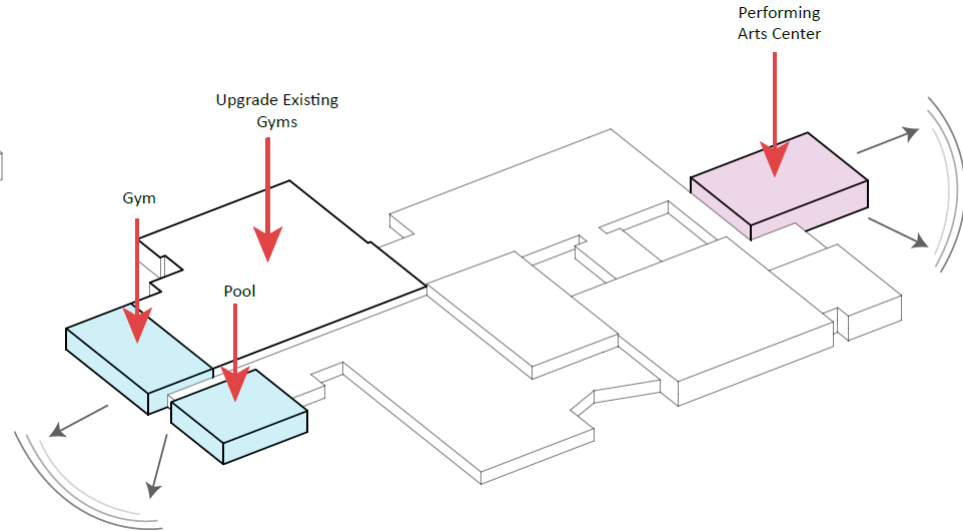 Performing
Arts Center
Upgrade Existing
Gyms
Gym
Pool